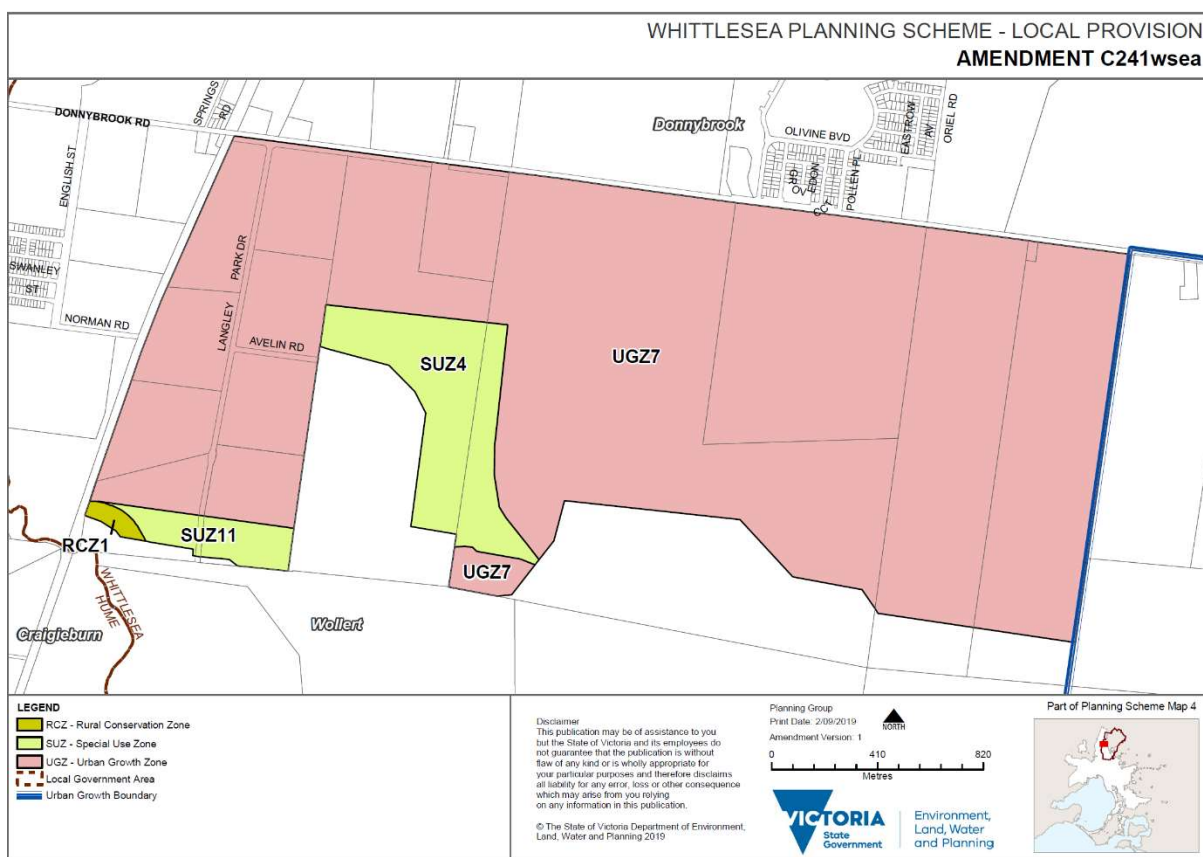 WHITTLESEA PLANNING SCHEME - LOCAL PROVISION
AMENDMENT C241wsea
SPRINGS
RD
DONNYBROOK RD
Donnybrook
OLIVINE BVD
EASTROW
AV
ORIEL RD
ENGLISH ST
EDON
GRO
POLLEN PL
CCT
SWANLEY
ST
NORMAN RD
PARK DR
LANGLEY
AVELIN RD
SUZ4
UGZ7
RCZ1
SUZ11
UGZ7
WHITTLESEA
HUME
Craigieburn
Wollert
LEGEND
RCZ - Rural Conservation Zone
SUZ - Special Use Zone
UGZ - Urban Growth Zone
Local Government Area
Urban Growth Boundary
Disclaimer
This publication may be of assistance to you
but the State of Victoria and its employees do
not guarantee that the publication is without
flaw of any kind or is wholly appropriate for
your particular purposes and therefore disclaims
all liability for any error, loss or other consequence
which may arise from you relying
on any information in this publication.
© The State of Victoria Department of Environment,
Land, Water and Planning 2019
Planning Group
Print Date: 2/09/2019
Amendment Version: 1
NORTH
0 410 820
Metres
VICTORIA
State
Government
Environment,
Land, Water
and Planning
Part of Planning Scheme Map 4